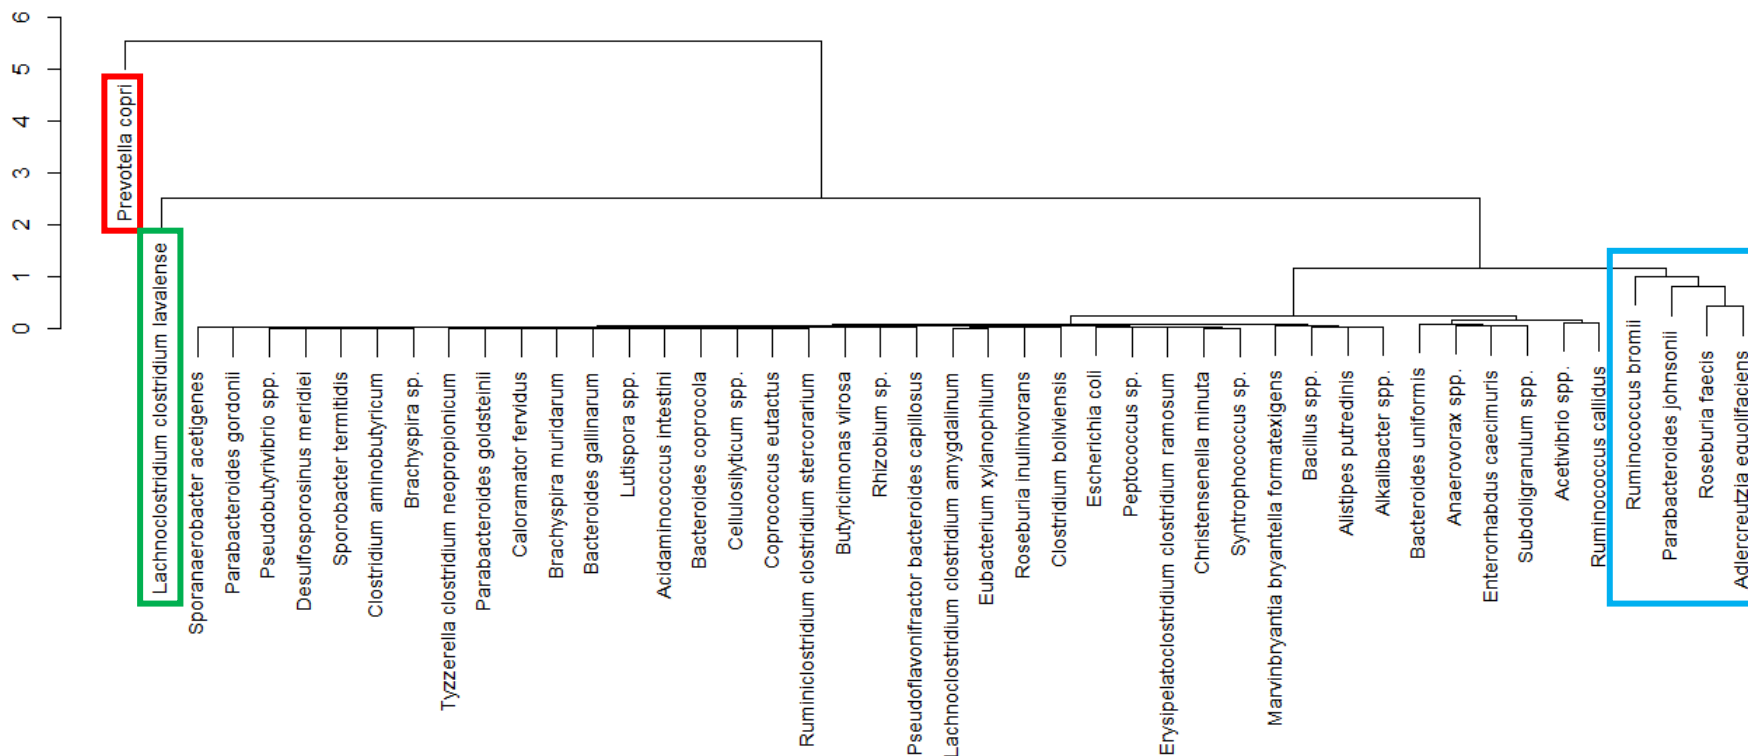 6
5
4
3
2
1
0
Prevotella copri
Lachnoclostridium clostridium lavalense
Sporanaerobacter acetigenes
Parabacteroides gordonii
Pseudobutyrivibrio spp.
Desulfosporosinus meridiei
Sporobacter termitidis
Clostridium aminobutyricum
Brachyspira sp.
Tyzzerella clostridium neopropionicum
Parabacteroides goldsteinii
Caloramator fervidus
Brachyspira muridarum
Bacteroides gallinarum
Lutispora spp.
Acidaminococcus intestini
Bacteroides coprocola
Cellulosilyticum spp.
Coprococcus eutactus
Ruminiclostridium clostridium stercorarium
Butyricimonas virosa
Rhizobium sp.
Pseudoflavonifractor bacteroides capillosus
Lachnoclostridium clostridium amygdalinum
Eubacterium xylanophilum
Roseburia inulinivorans
Clostridium bolivilensis
Escherichia coli
Peptococcus sp.
Erysipelatoclostridium clostridium ramosum
Christensenella minuta
Syntrophococcus sp.
Marvinbryantia bryantella formatexigens
Bacillus spp.
Alistipes putredinis
Alkalibacter spp.
Bacteroides uniformis
Anaerovorax spp.
Enterorhabdus caecimuris
Subdoligranulum spp.
Acetivibrio spp.
Ruminococcus callidus
Ruminococcus bromii
Parabacteroides johnsonii
Roseburia faecis
Adlercreutzia equolifaciens